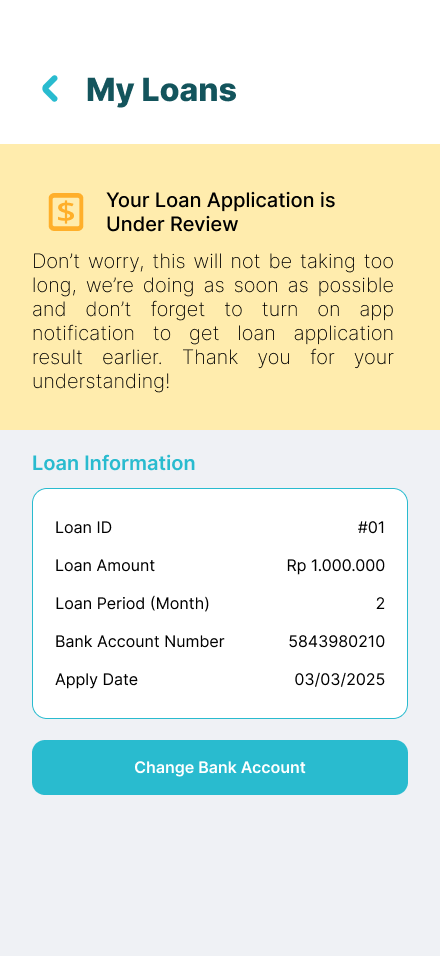 My Loans
$
Your Loan Application is
Under Review
Don’t worry, this will not be taking too
long, we’re doing as soon as possible
and don’t forget to turn on app
notification to get loan application
result earlier. Thank you for your
understanding!
Loan Information
Loan ID #01
Loan Amount Rp 1.000.000
Loan Period (Month) 2
Bank Account Number 5843980210
Apply Date 03/03/2025
Change Bank Account